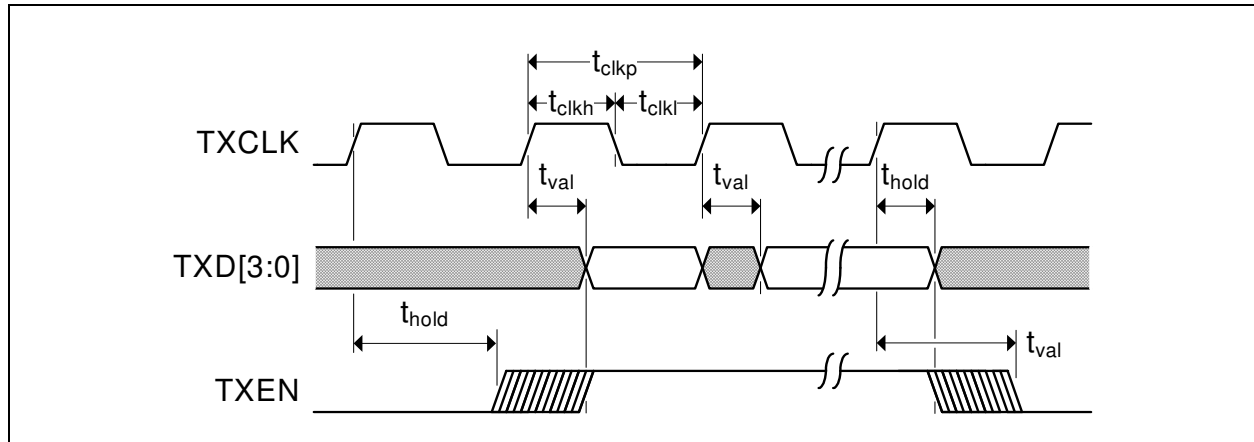 tclkp
tclkh
tclkl
TXCLK
tval
tval
thold
TXD[3:0]
thold
tval
TXEN